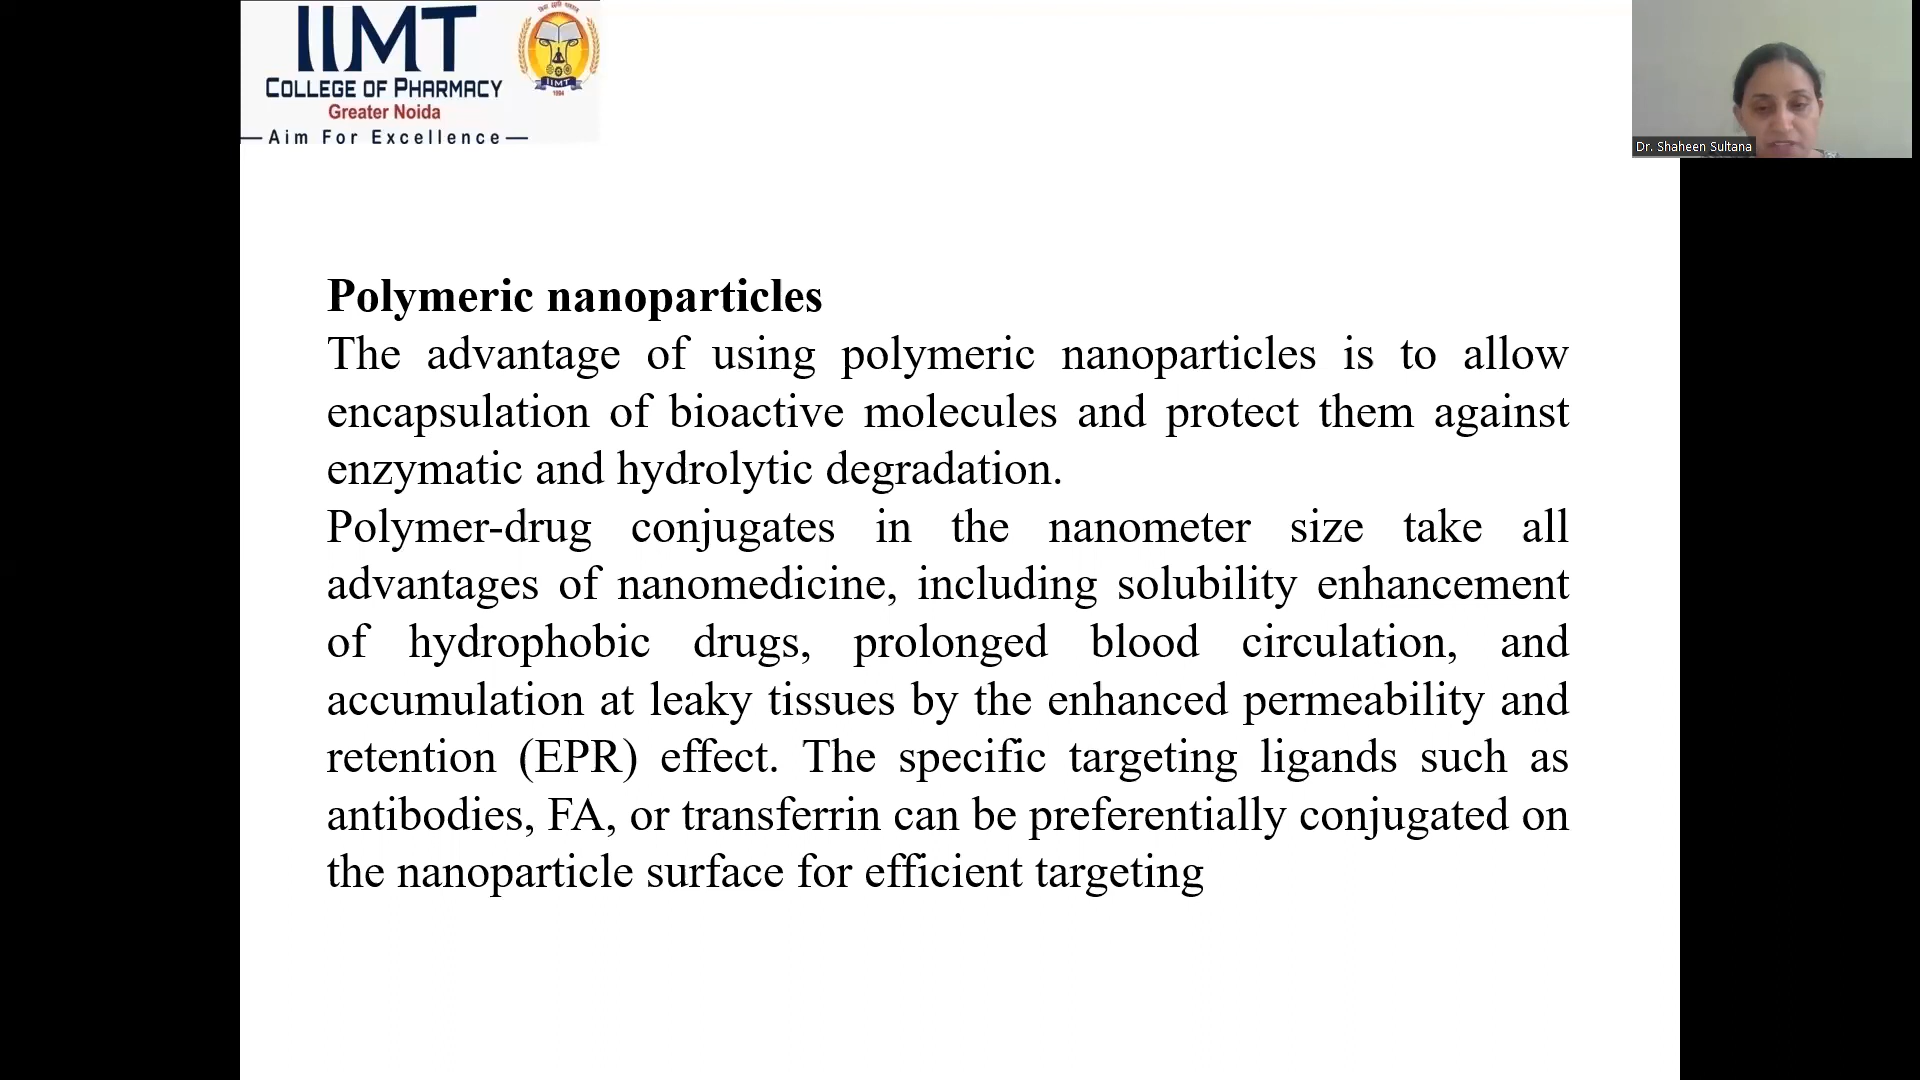 IIMT
COLLEGE OF PHARMACY
Greater Noida
—Aim For Excellence—
IIMT
1994
Dr. Shaheen Sultana
Polymeric nanoparticles
The advantage of using polymeric nanoparticles is to allow
encapsulation of bioactive molecules and protect them against
enzymatic and hydrolytic degradation.
Polymer-drug conjugates in the nanometer size take all
advantages of nanomedicine, including solubility enhancement
of hydrophobic drugs, prolonged blood circulation, and
accumulation at leaky tissues by the enhanced permeability and
retention (EPR) effect. The specific targeting ligands such as
antibodies, FA, or transferrin can be preferentially conjugated on
the nanoparticle surface for efficient targeting